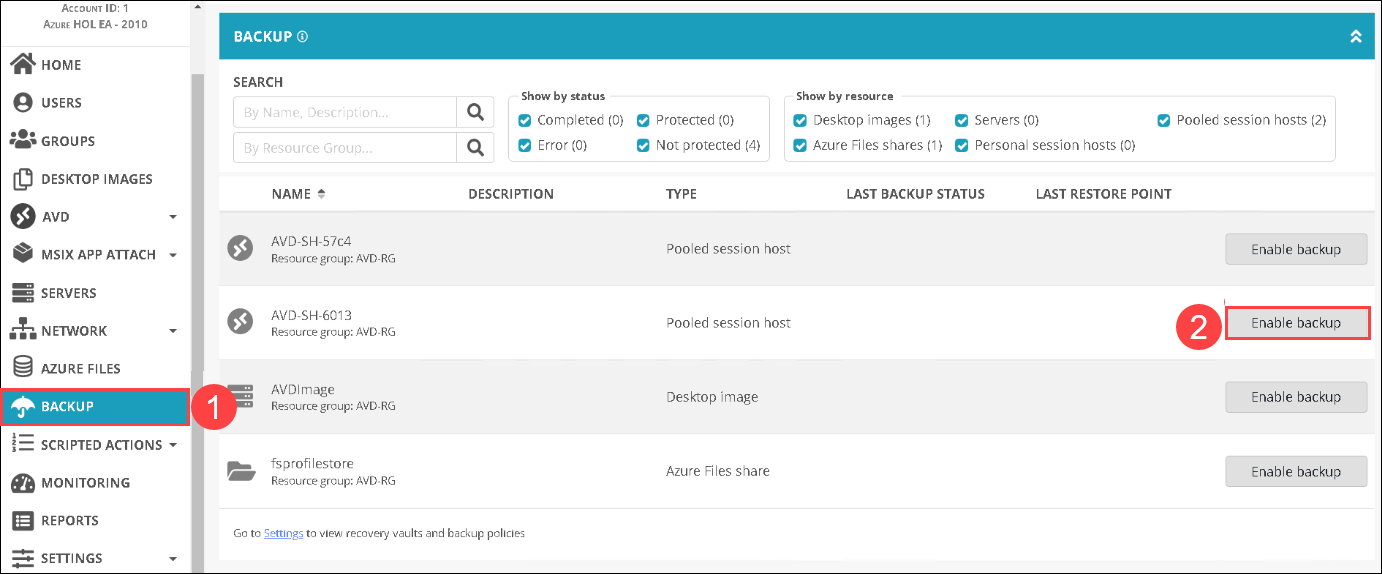 ACCOUNT ID: 1
AZURE HOL EA - 2010
HOME
USERS
GROUPS
DESKTOP IMAGES
AVD
MSIX APP ATTACH
SERVERS
NETWORK
AZURE FILES
BACKUP
1
SCRIPTED ACTIONS
MONITORING
REPORTS
SETTINGS
BACKUP
SEARCH
By Name, Description...
By Resource Group...
Show by status
Completed (0) Protected (0)
Error (0) Not protected (4)
Show by resource
Desktop images (1) Servers (0) Pooled session hosts (2)
Azure Files shares (1) Personal session hosts (0)
NAME DESCRIPTION TYPE LAST BACKUP STATUS LAST RESTORE POINT
AVD-SH-57c4
Resource group: AVD-RG
Pooled session host
Enable backup
AVD-SH-6013
Resource group: AVD-RG
Pooled session host
2
Enable backup
AVDImage
Resource group: AVD-RG
Desktop image
Enable backup
fsprofilestore
Resource group: AVD-RG
Azure Files share
Enable backup
Go to Settings to view recovery vaults and backup policies